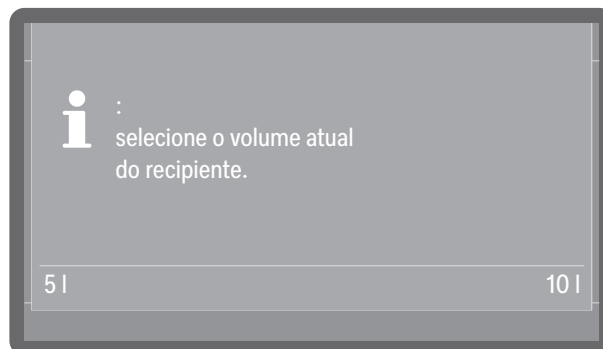 i :
selecione o volume atual
do recipiente.
5 l 10 l